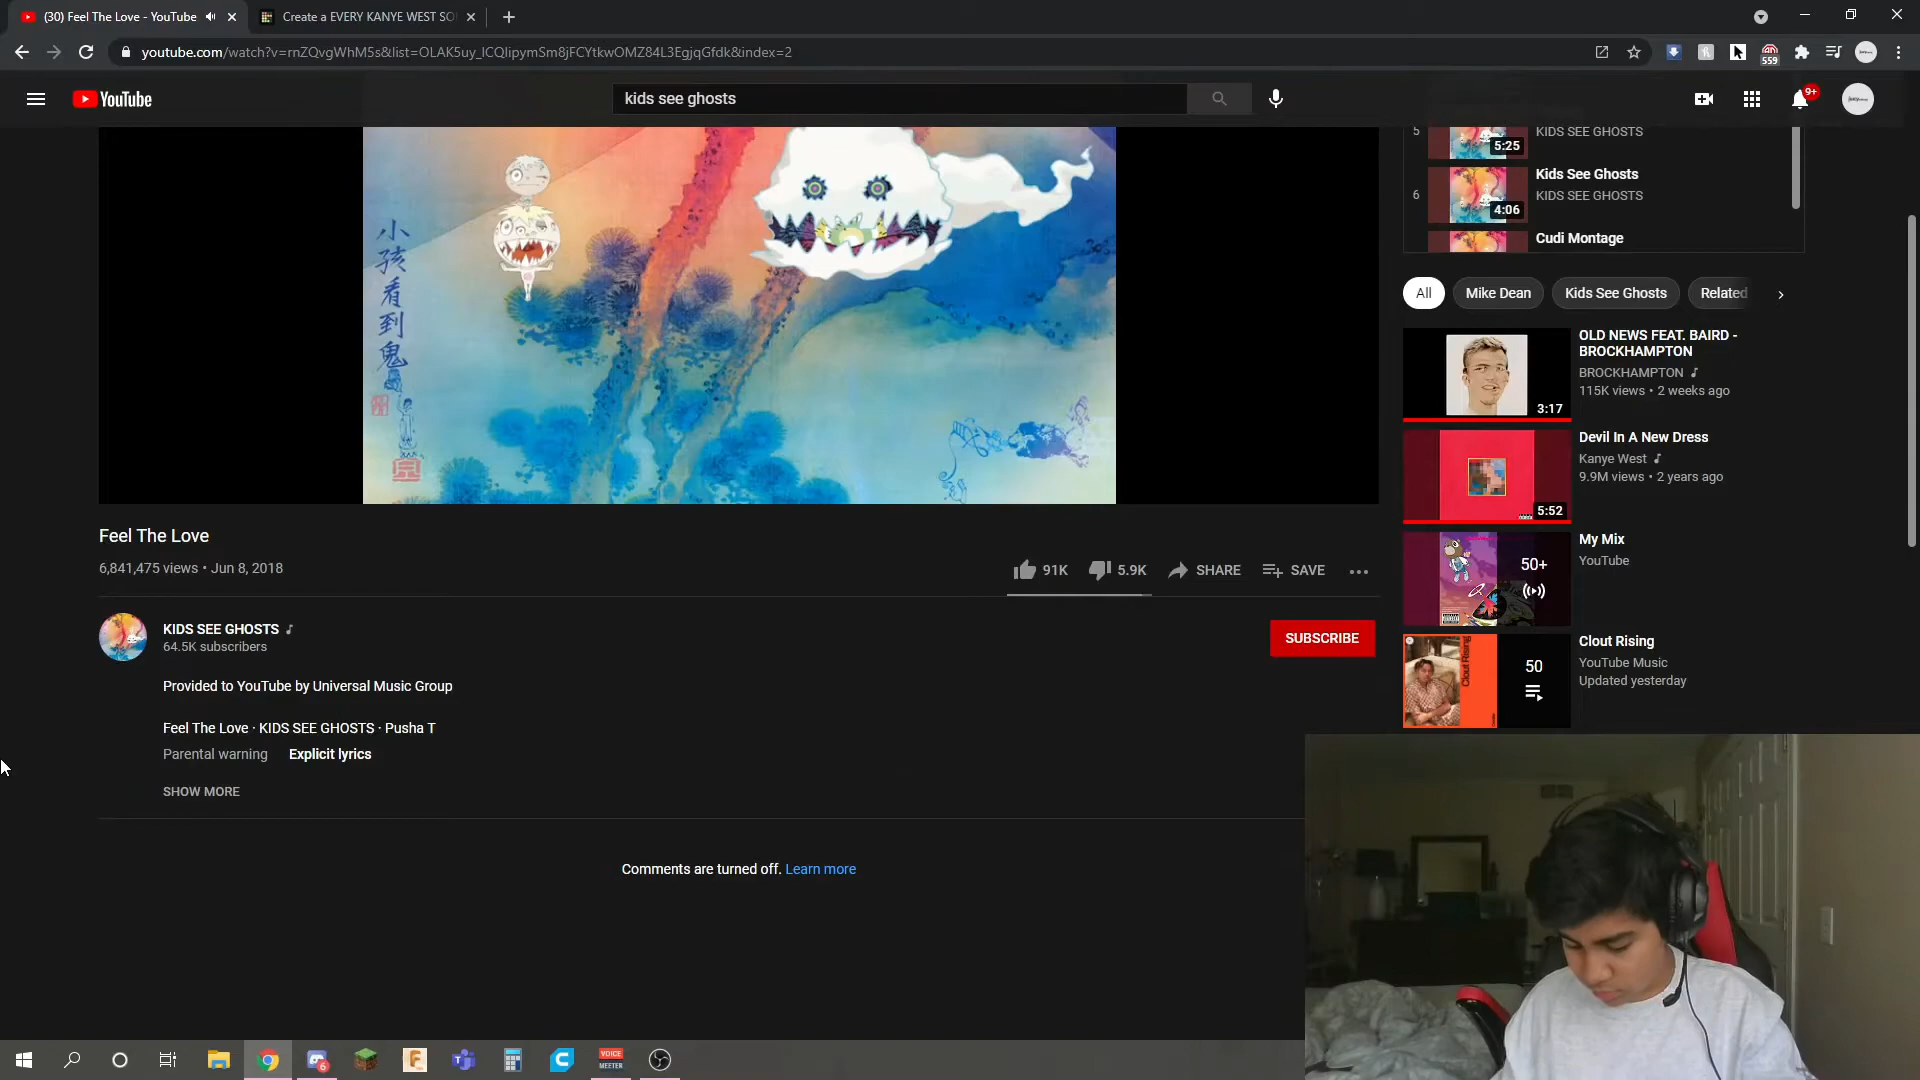 (30) Feel The Love - YouTube
Create a EVERY KANYE WEST SO
youtube.com/watch?v=rnZQvgWhM5s&list=OLAK5uy_lCQlipymSm8jFCYtkwOMZ84L3EgjqGfdk&index=2
559
YouTube
kids see ghosts
9+
5
5:25
KIDS SEE GHOSTS
6
4:06
Kids See Ghosts
KIDS SEE GHOSTS
Cudi Montage
小孩看到鬼
All
Mike Dean
Kids See Ghosts
Related
OLD NEWS FEAT. BAIRD -
BROCKHAMPTON
BROCKHAMPTON
115K views • 2 weeks ago
3:17
Devil In A New Dress
Kanye West
9.9M views • 2 years ago
5:52
My Mix
YouTube
50+
Clout Rising
YouTube Music
Updated yesterday
50
Clout Rising
Feel The Love
6,841,475 views • Jun 8, 2018
91K
5.9K
SHARE
SAVE
KIDS SEE GHOSTS
64.5K subscribers
SUBSCRIBE
Provided to YouTube by Universal Music Group
Feel The Love · KIDS SEE GHOSTS · Pusha T
Parental warning
Explicit lyrics
SHOW MORE
Comments are turned off. Learn more
6
VOICE
MEETER